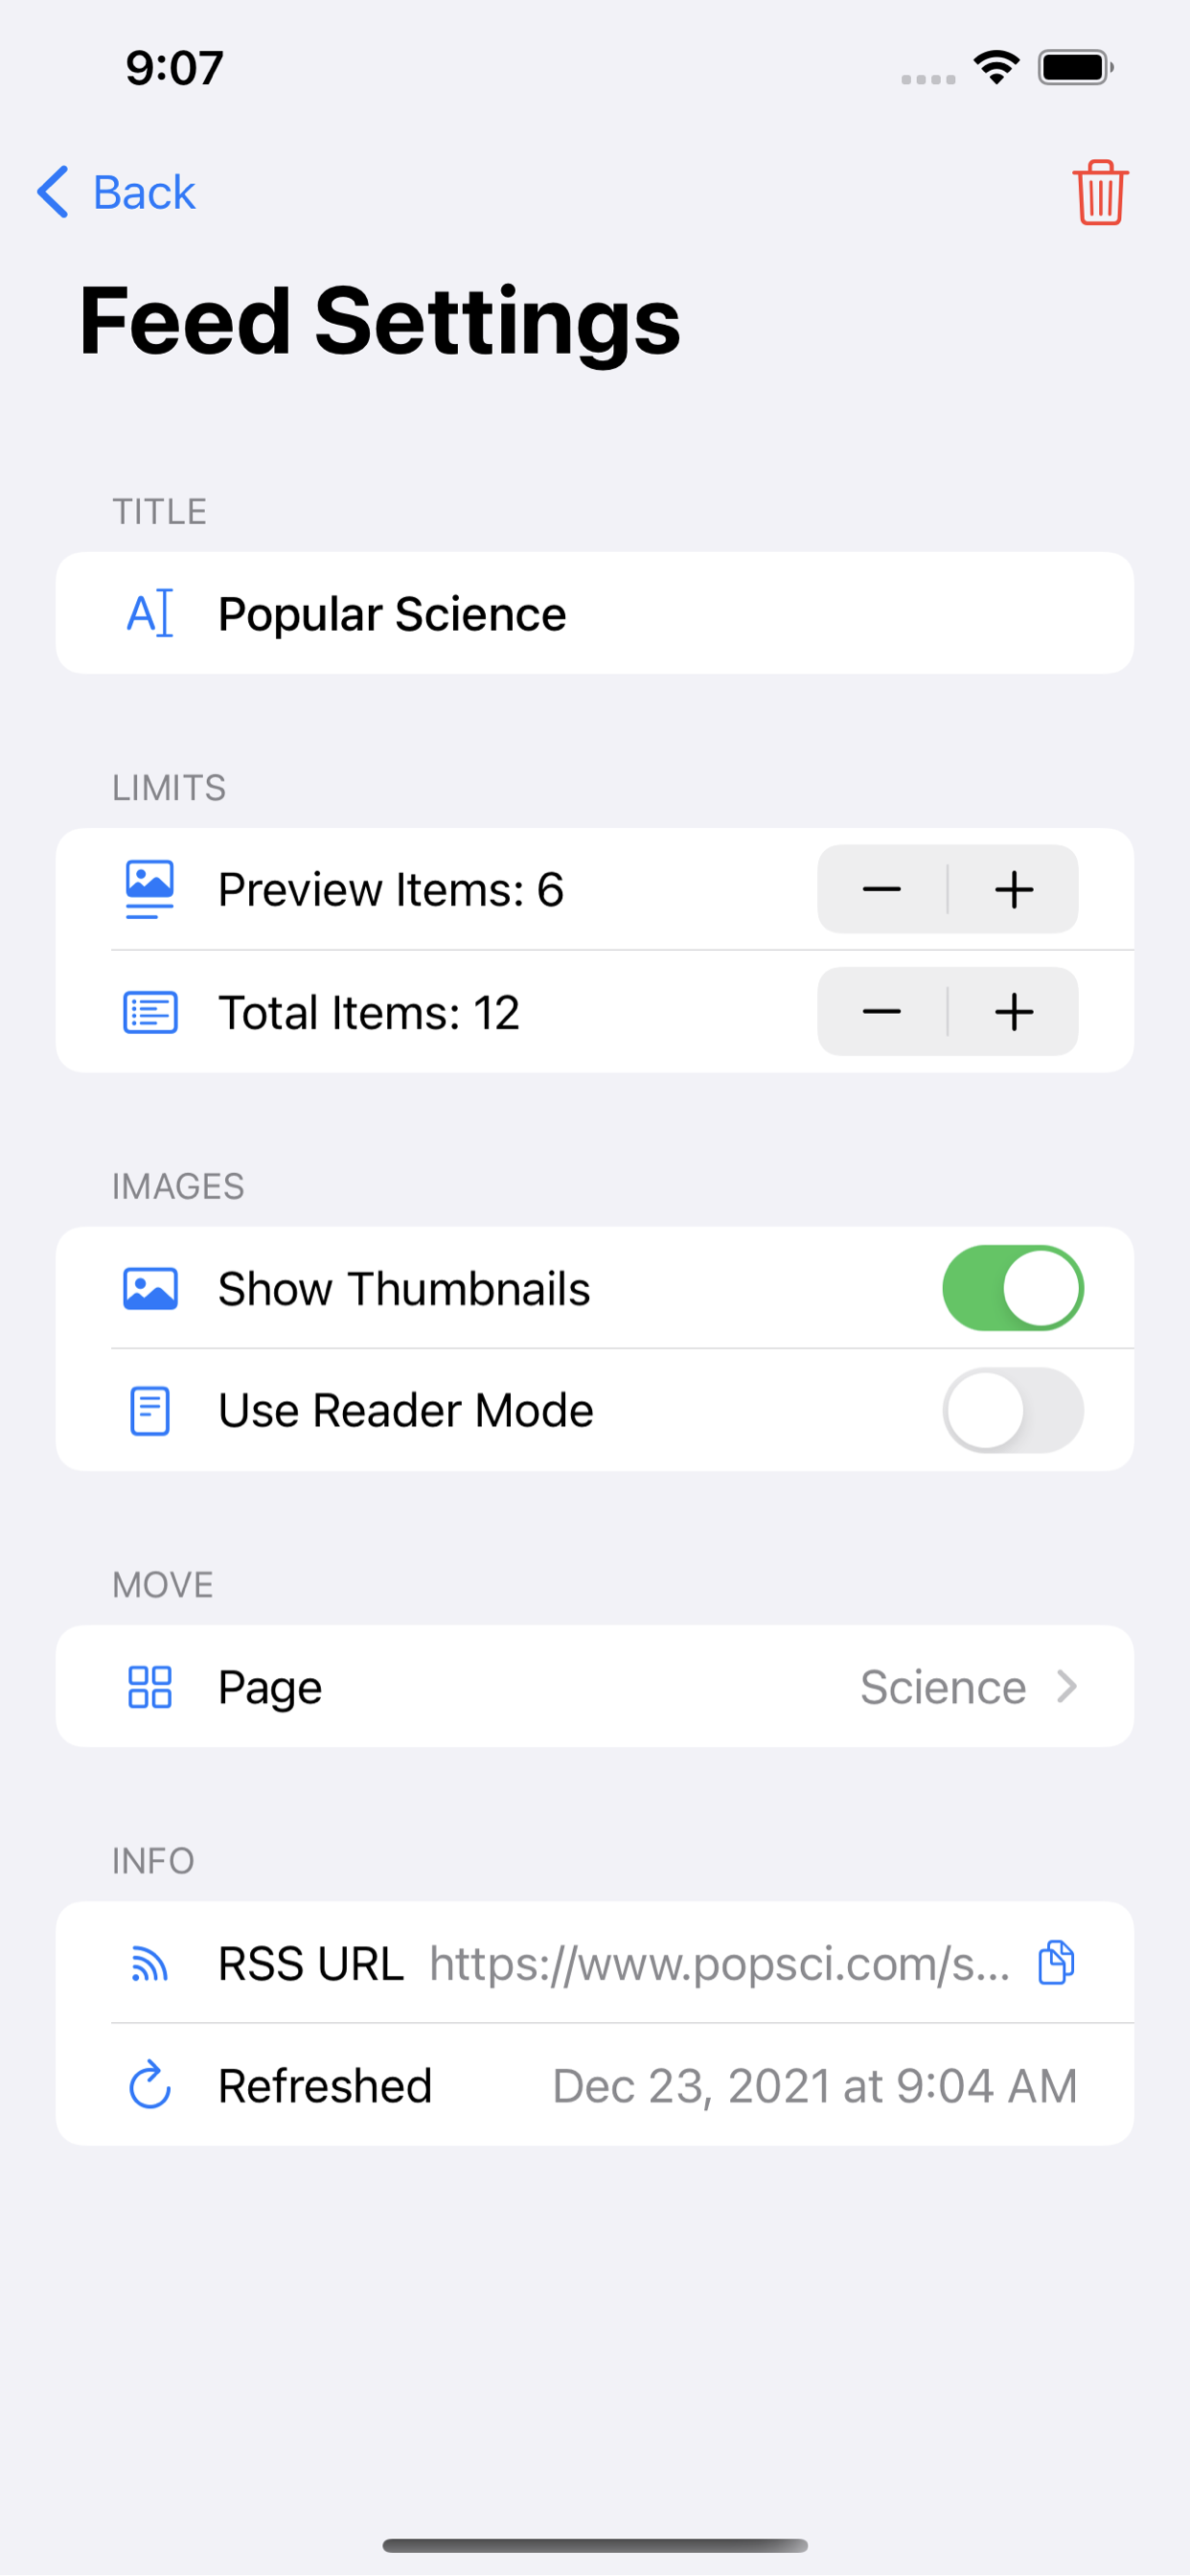 9:07
Back
Feed Settings
TITLE
Popular Science
LIMITS
Preview Items: 6
Total Items: 12
IMAGES
Show Thumbnails
Use Reader Mode
MOVE
Page Science
INFO
RSS URL https://www.popsci.com/s...
Refreshed Dec 23, 2021 at 9:04 AM